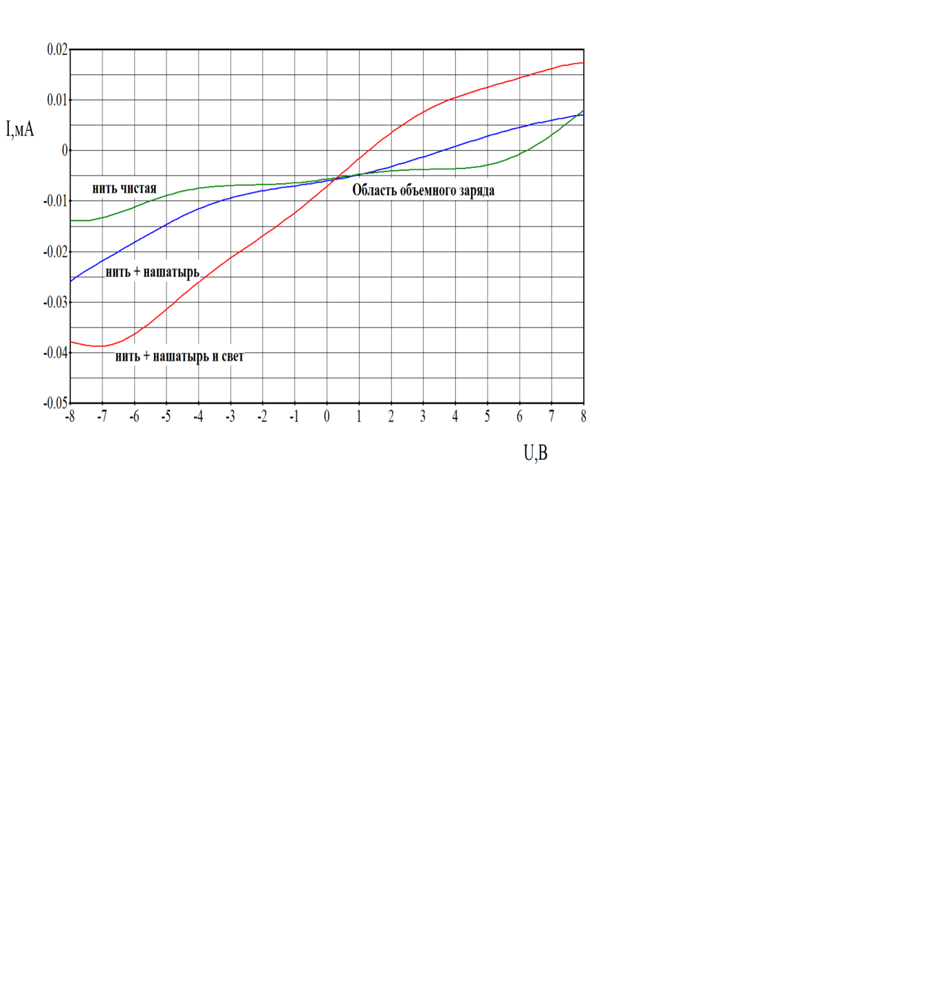 0.02
0.01
I,мА
0
нить чистая
Область объемного заряда
-0.01
-0.02
нить + нашатырь
-0.03
-0.04
нить + нашатырь и свет
-0.05
-8 -7 -6 -5 -4 -3 -2 -1 0 1 2 3 4 5 6 7 8
U,В